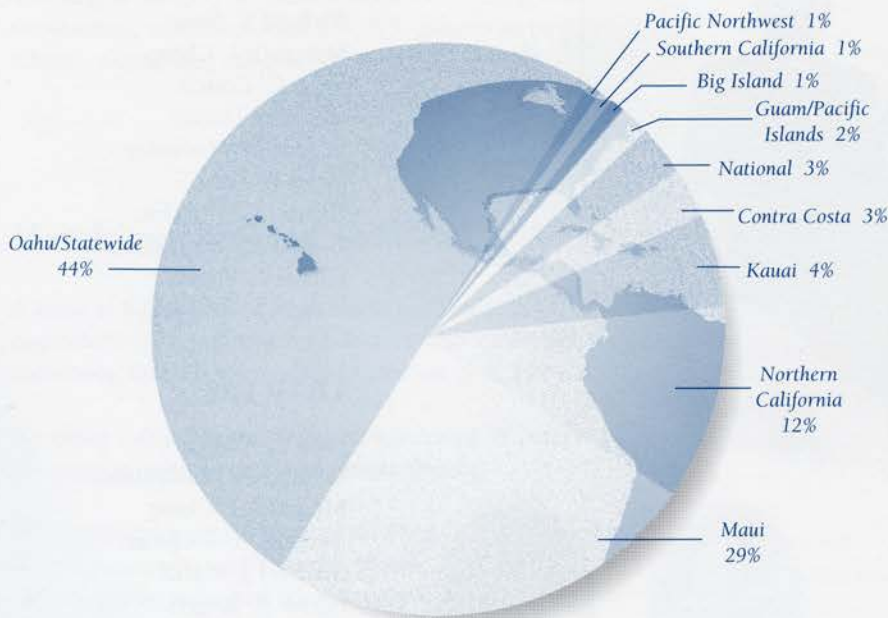 Pacific Northwest 1%
Southern California 1%
Big Island 1%
Guam/Pacific
Islands 2%
National 3%
Contra Costa 3%
Kauai 4%
Oahu/Statewide
44%
Northern
California
12%
Maui
29%